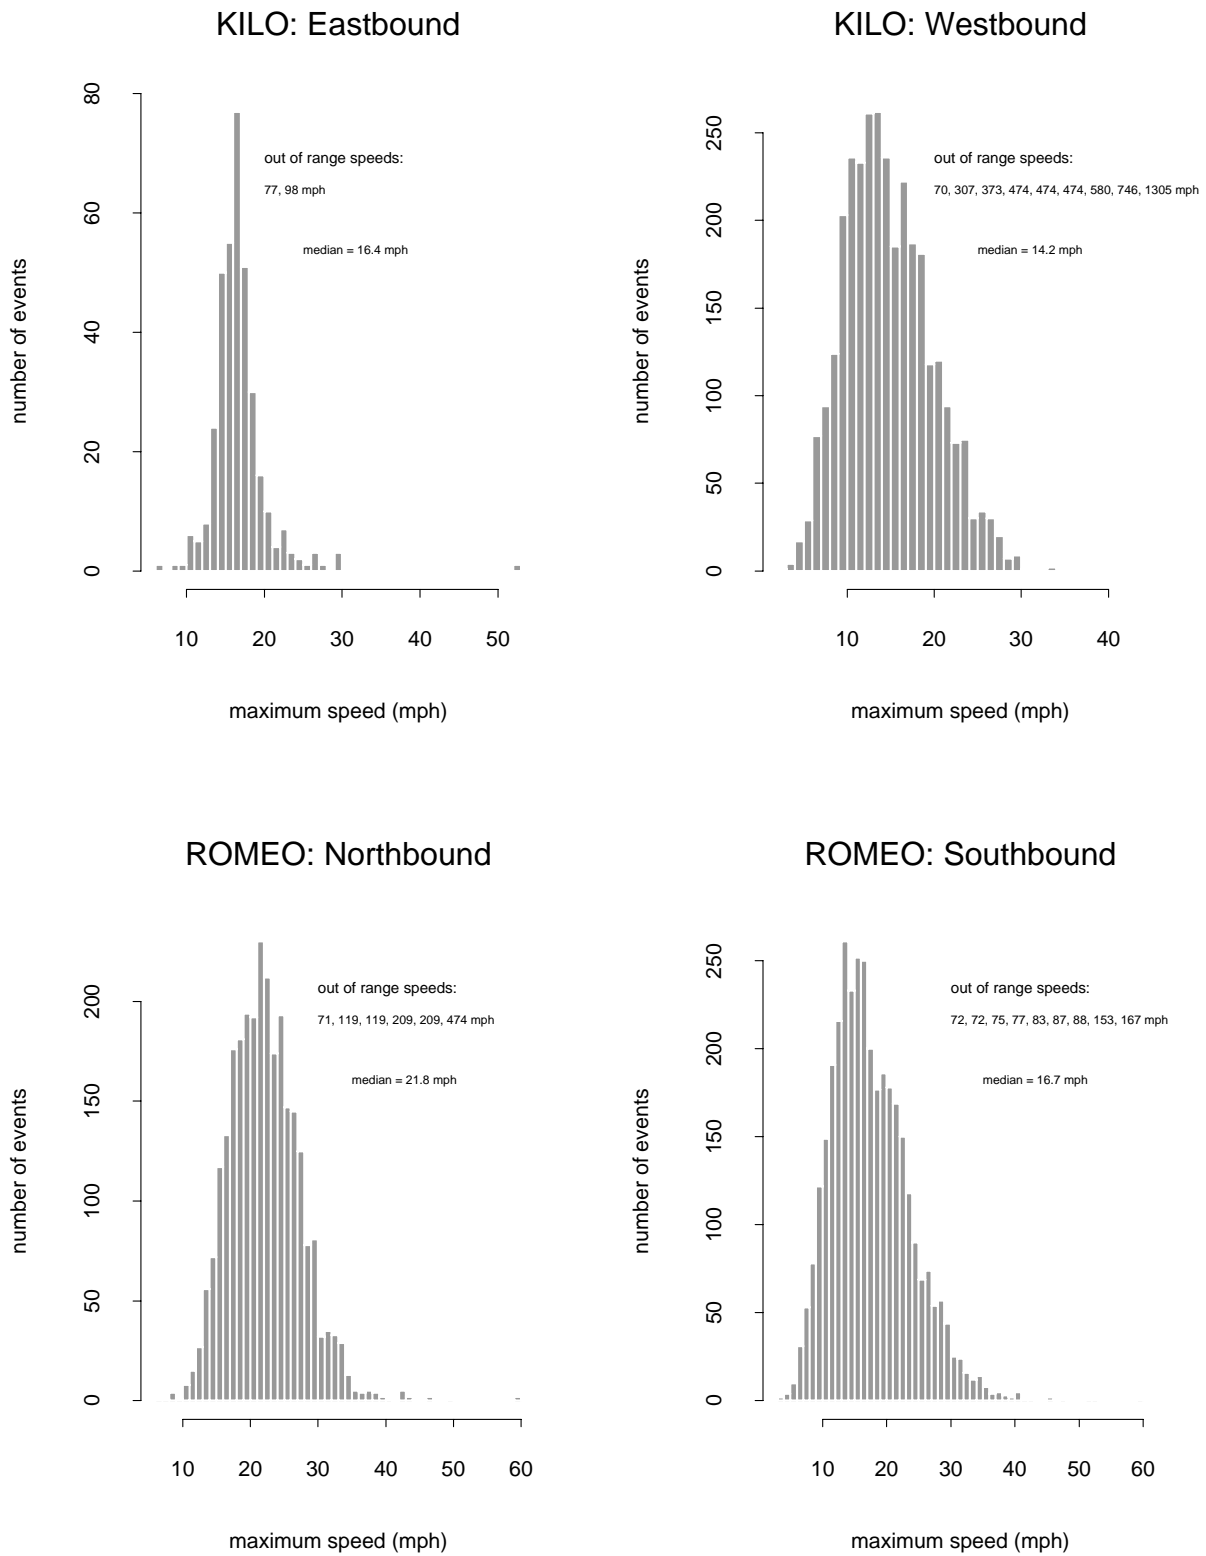 KILO: Eastbound
number of events
80
60
40
20
0
out of range speeds:
77, 98 mph
median = 16.4 mph
10 20 30 40 50
maximum speed (mph)
KILO: Westbound
number of events
250
200
150
100
50
0
out of range speeds:
70, 307, 373, 474, 474, 474, 580, 746, 1305 mph
median = 14.2 mph
10 20 30 40
maximum speed (mph)
ROMEO: Northbound
number of events
200
150
100
50
0
out of range speeds:
71, 119, 119, 209, 209, 474 mph
median = 21.8 mph
10 20 30 40 50 60
maximum speed (mph)
ROMEO: Southbound
number of events
250
200
150
100
50
0
out of range speeds:
72, 72, 75, 77, 83, 87, 88, 153, 167 mph
median = 16.7 mph
10 20 30 40 50 60
maximum speed (mph)